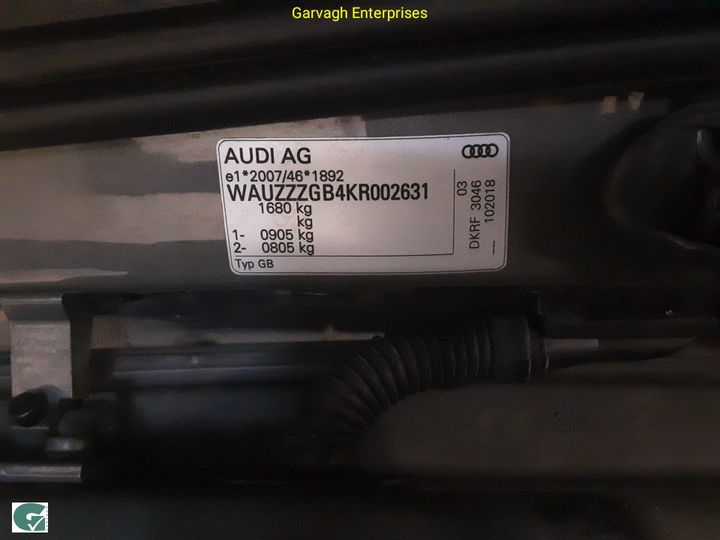 Garvagh Enterprises
AUDI AG
e1*2007/46*1892
WAUZZZGB4KR002631
1680 kg
kg
1- 0905 kg
2- 0805 kg
Typ GB
03
DKRF 3046
— 102018